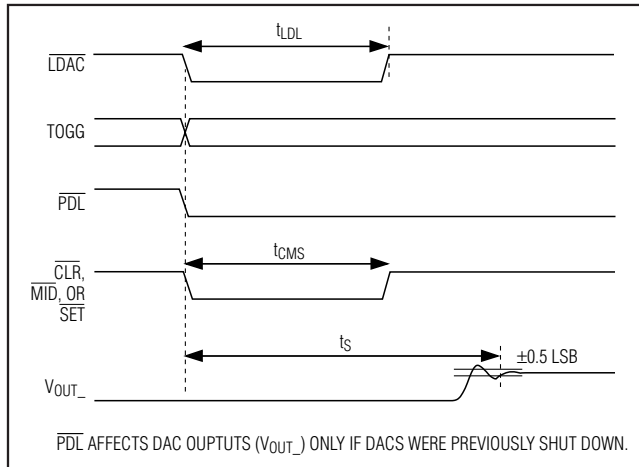 tLDL
LDAC
TOGG
PDL
tCMS
CLR,
MID, OR
SET
tS
±0.5 LSB
VOUT_
PDL AFFECTS DAC OUPTUTS (VOUT_) ONLY IF DACS WERE PREVIOUSLY SHUT DOWN.